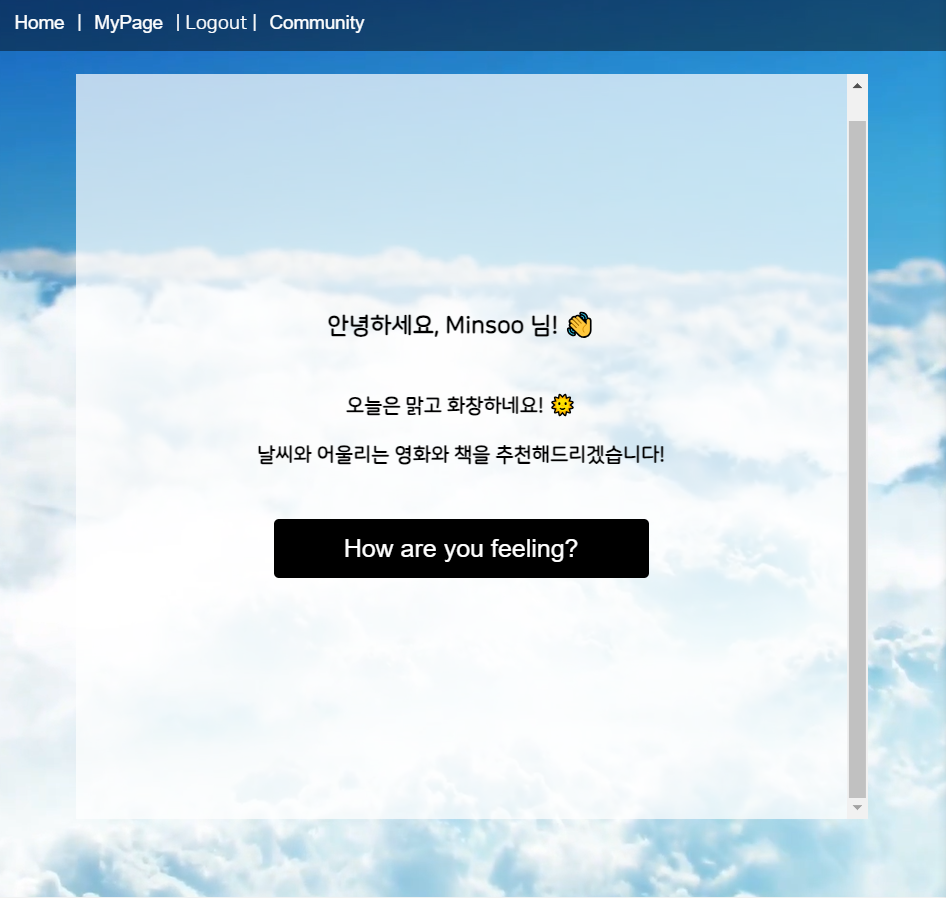 Home | MyPage | Logout | Community
안녕하세요, Minsoo 님! 👋
오늘은 맑고 화창하네요! 🌞
날씨와 어울리는 영화와 책을 추천해드리겠습니다!
How are you feeling?